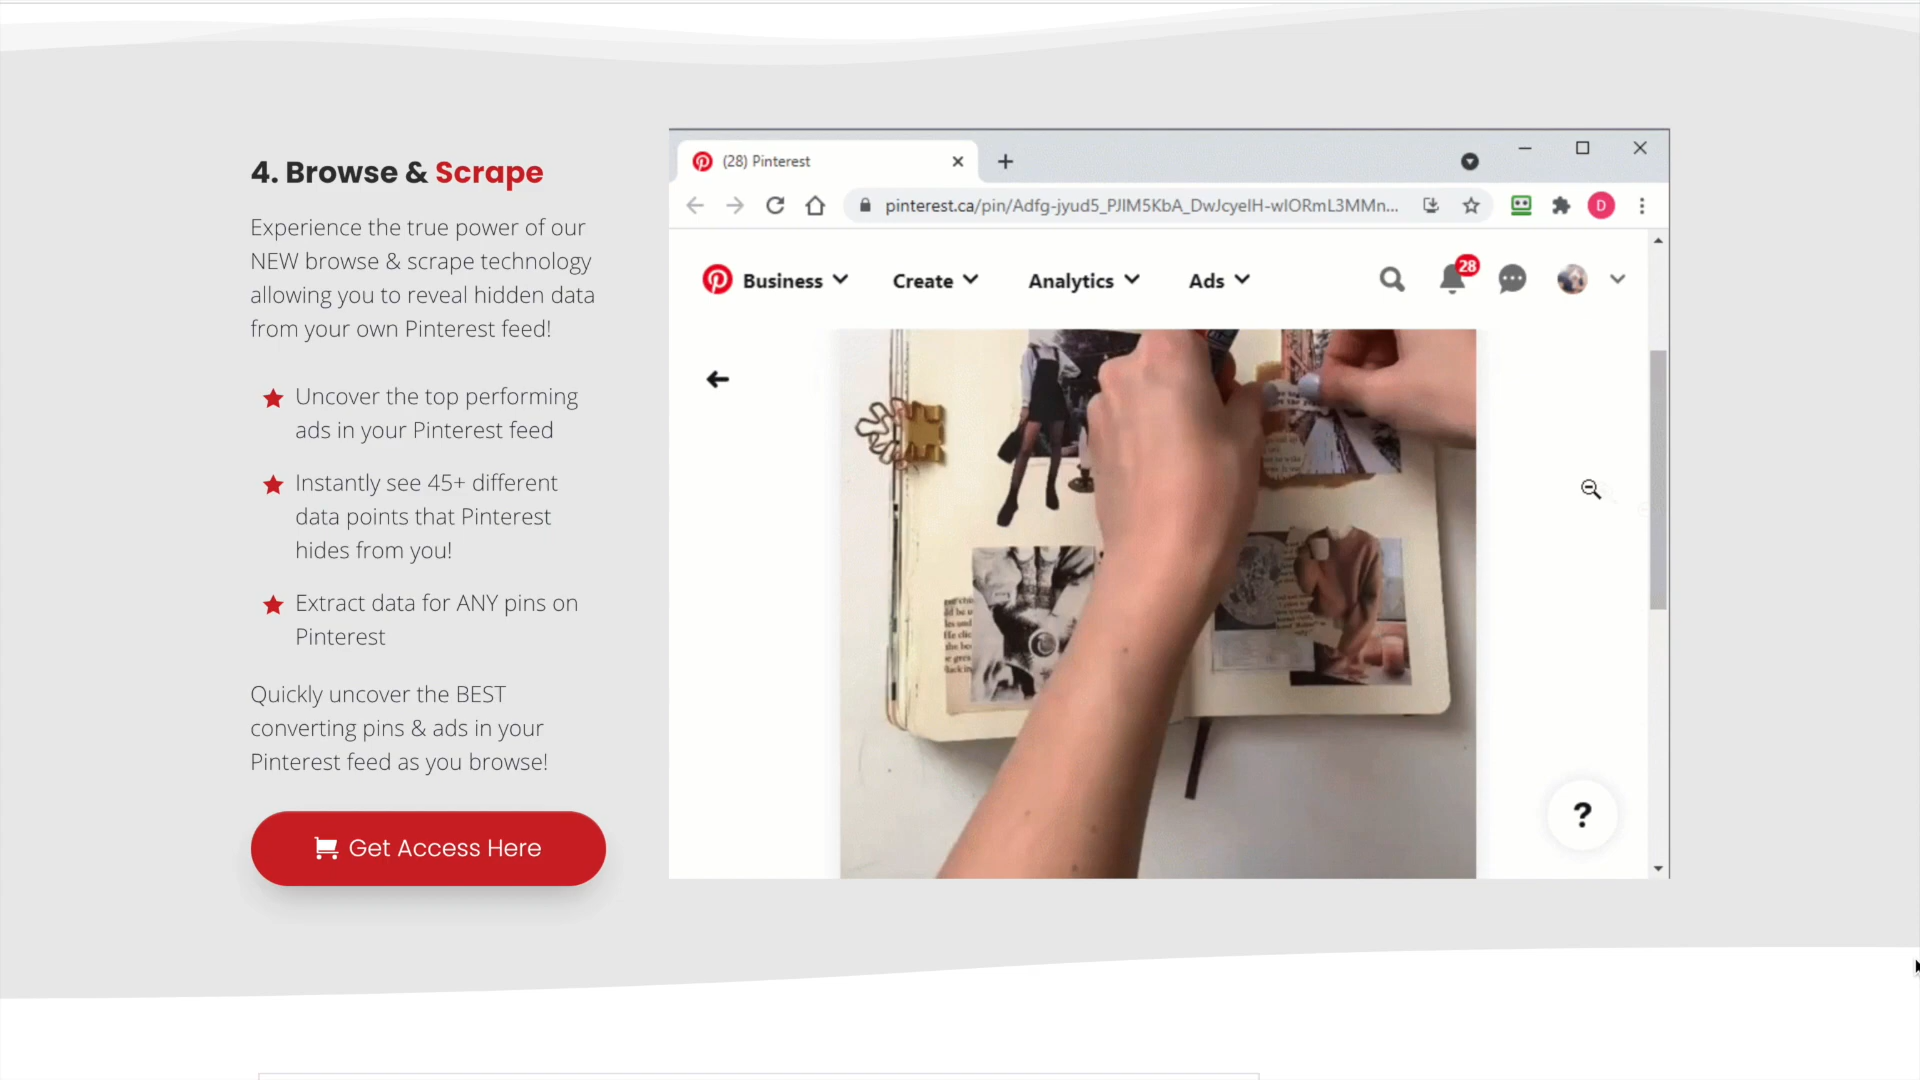 4. Browse & Scrape
Experience the true power of our
NEW browse & scrape technology
allowing you to reveal hidden data
from your own Pinterest feed!
Uncover the top performing
ads in your Pinterest feed
Instantly see 45+ different
data points that Pinterest
hides from you!
Extract data for ANY pins on
Pinterest
Quickly uncover the BEST
converting pins & ads in your
Pinterest feed as you browse!
Get Access Here
(28) Pinterest
pinterest.ca/pin/Adfg-jyud5_PJIM5KbA_DwJcyeIH-wIORmL3MMn...
D
Business
Create
Analytics
Ads
28
?